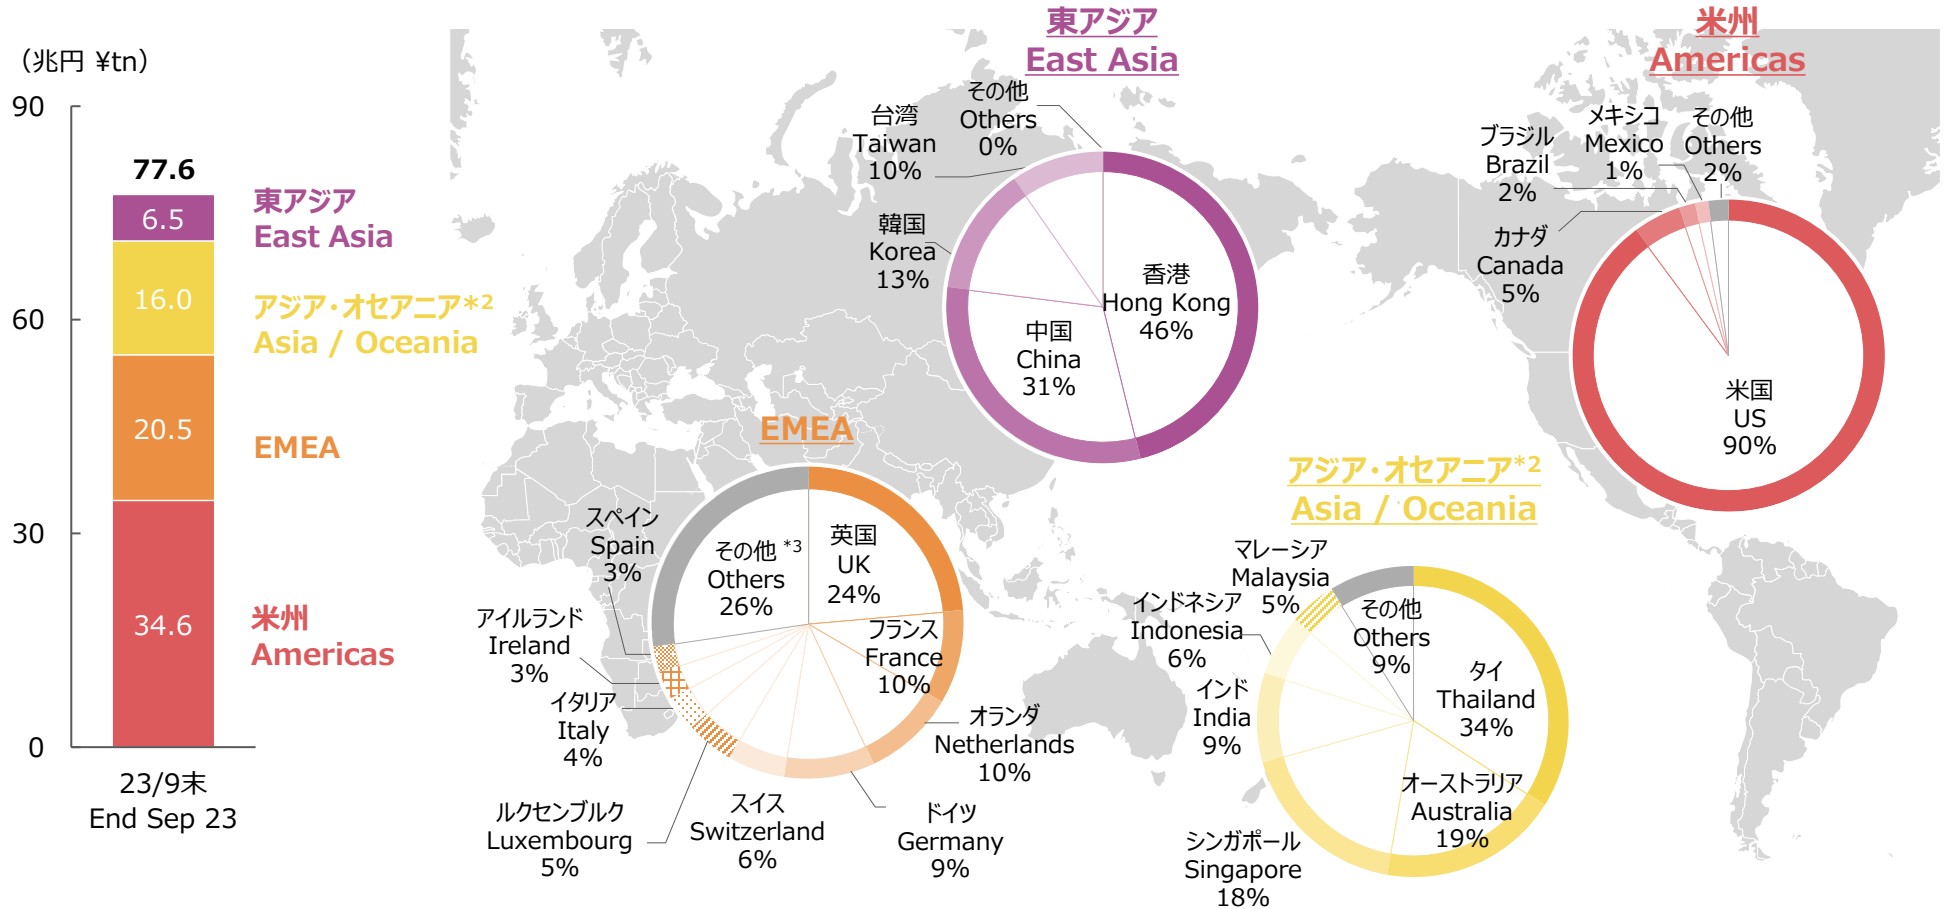 （兆円 ¥tn）
90
60
30
0
77.6
6.5
16.0
20.5
34.6
23/9末
End Sep 23
東アジア
East Asia
アジア・オセアニア*2
Asia / Oceania
EMEA
米州
Americas
東アジア
East Asia
その他
Others
0%
台湾
Taiwan
10%
韓国
Korea
13%
中国
China
31%
香港
Hong Kong
46%
米州
Americas
ブラジル
Brazil
2%
メキシコ
Mexico
1%
その他
Others
2%
カナダ
Canada
5%
米国
US
90%
EMEA
スペイン
Spain
3%
その他 *3
Others
26%
英国
UK
24%
フランス
France
10%
アイルランド
Ireland
3%
イタリア
Italy
4%
オランダ
Netherlands
10%
ルクセンブルク
Luxembourg
5%
スイス
Switzerland
6%
ドイツ
Germany
9%
アジア・オセアニア*2
Asia / Oceania
マレーシア
Malaysia
5%
その他
Others
9%
インドネシア
Indonesia
6%
インド
India
9%
タイ
Thailand
34%
オーストラリア
Australia
19%
シンガポール
Singapore
18%